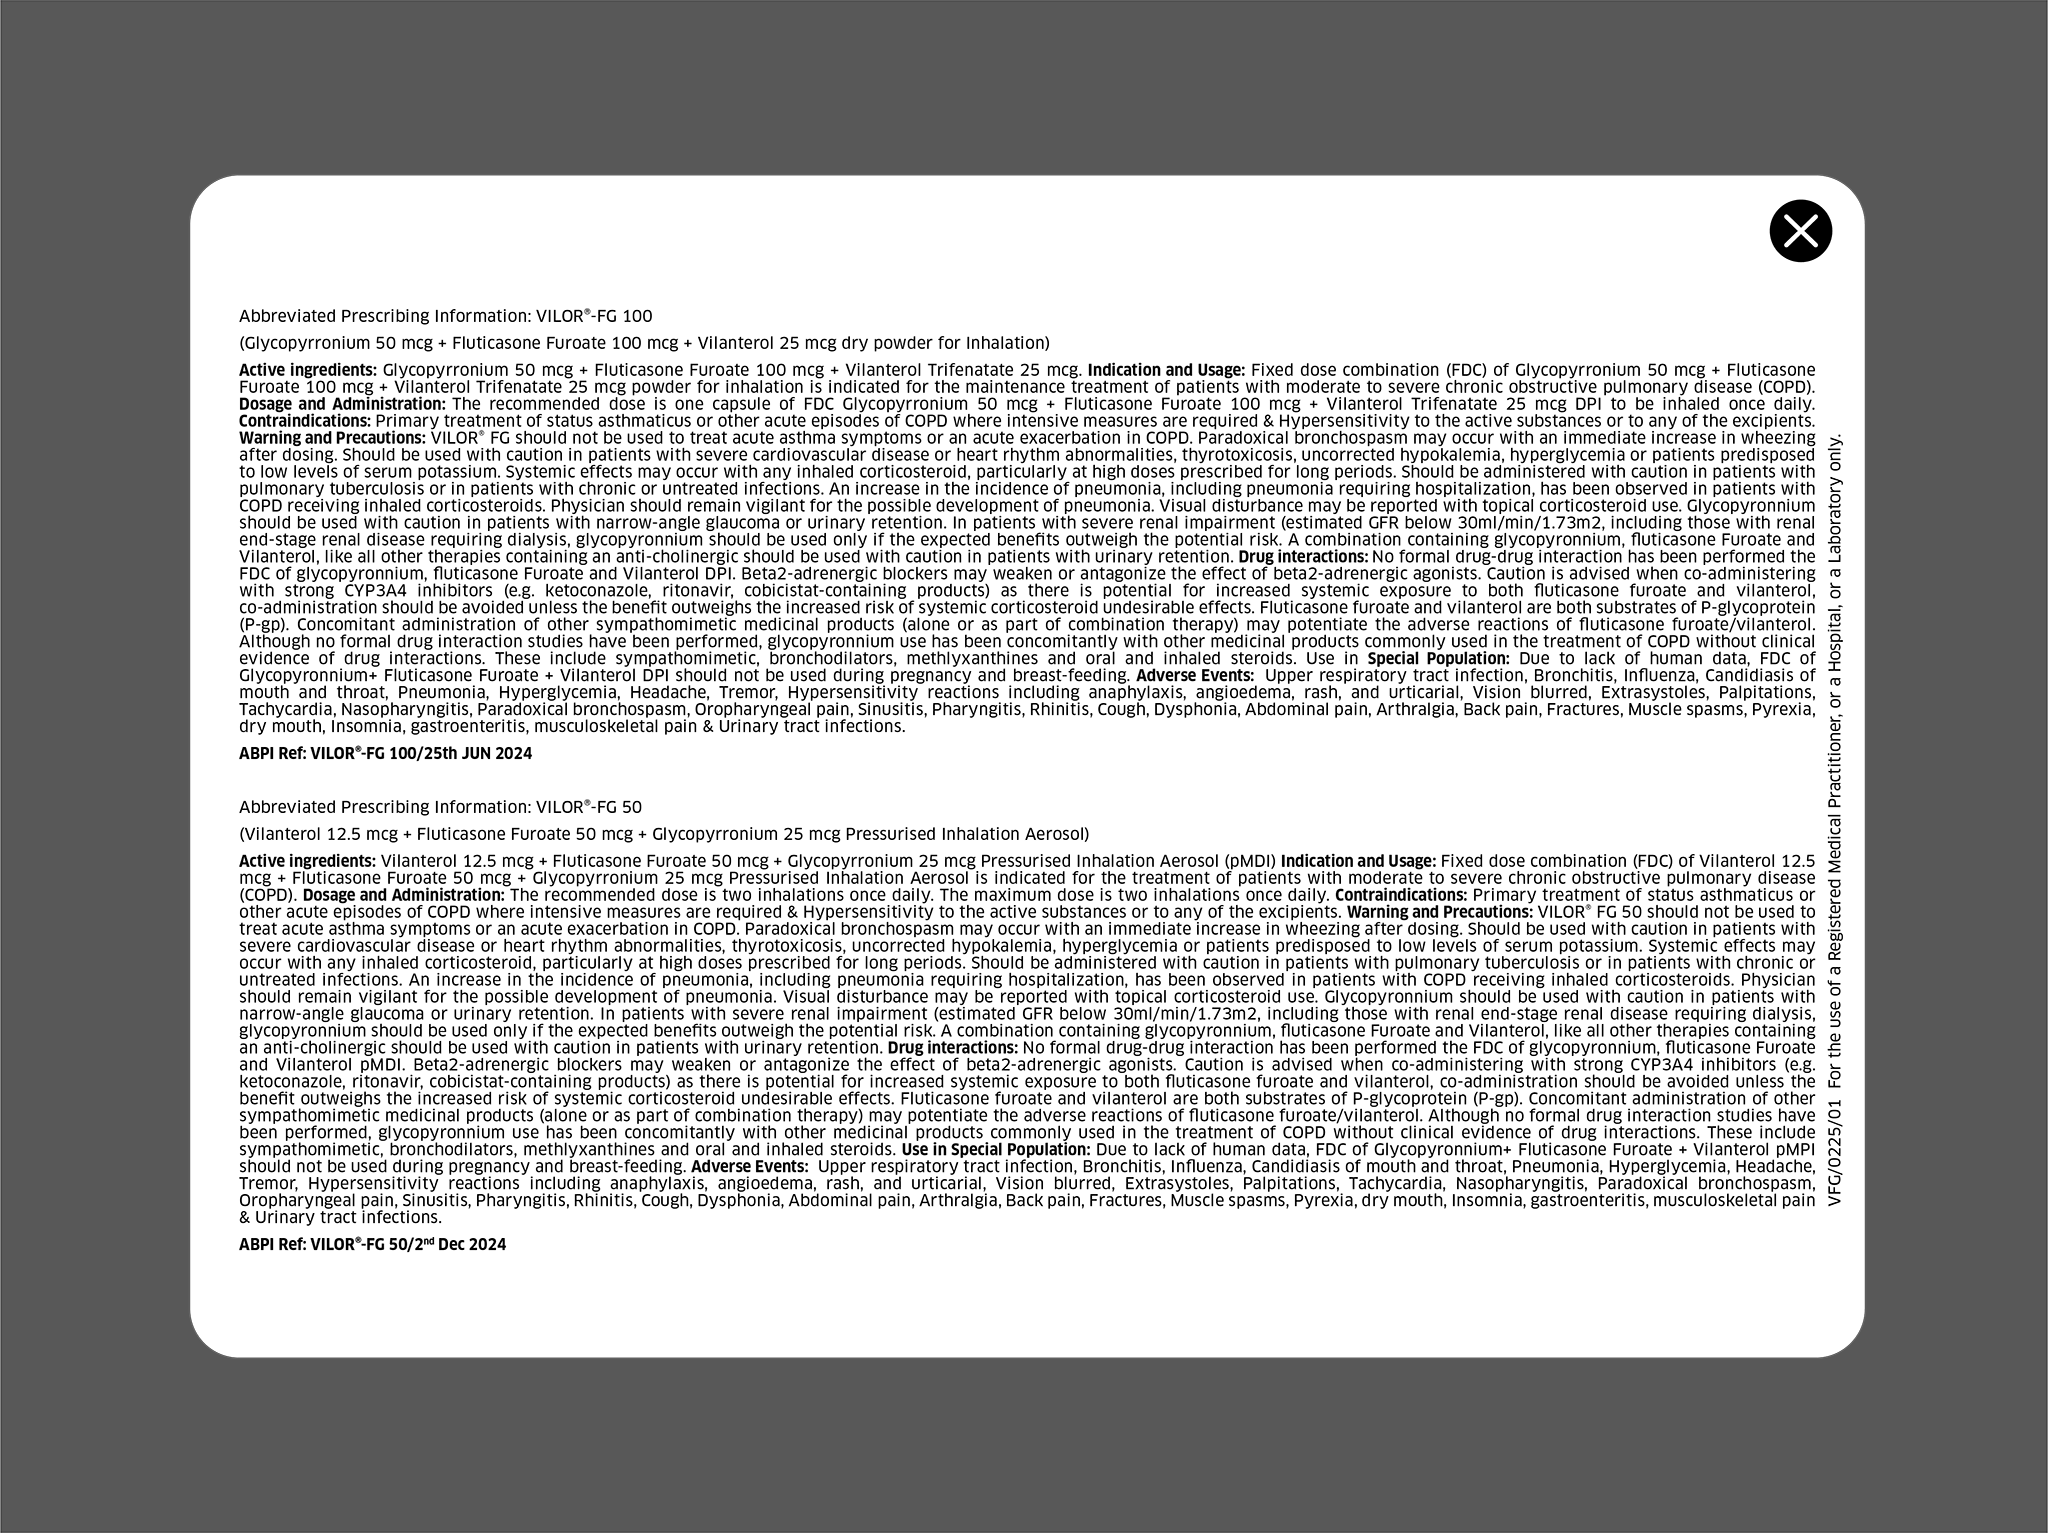 Abbreviated Prescribing Information: VILOR®-FG 100
(Glycopyrronium 50 mcg + Fluticasone Furoate 100 mcg + Vilanterol 25 mcg dry powder for Inhalation)
Active ingredients: Glycopyrronium 50 mcg + Fluticasone Furoate 100 mcg + Vilanterol Trifenatate 25 mcg. Indication and Usage: Fixed dose combination (FDC) of Glycopyrronium 50 mcg + Fluticasone
Furoate 100 mcg + Vilanterol Trifenatate 25 mcg powder for inhalation is indicated for the maintenance treatment of patients with moderate to severe chronic obstructive pulmonary disease (COPD).
Dosage and Administration: The recommended dose is one capsule of FDC Glycopyrronium 50 mcg + Fluticasone Furoate 100 mcg + Vilanterol Trifenatate 25 mcg DPI to be inhaled once daily.
Contraindications: Primary treatment of status asthmaticus or other acute episodes of COPD where intensive measures are required & Hypersensitivity to the active substances or to any of the excipients.
Warning and Precautions: VILOR® FG should not be used to treat acute asthma symptoms or an acute exacerbation in COPD. Paradoxical bronchospasm may occur with an immediate increase in wheezing
after dosing. Should be used with caution in patients with severe cardiovascular disease or heart rhythm abnormalities, thyrotoxicosis, uncorrected hypokalemia, hyperglycemia or patients predisposed
to low levels of serum potassium. Systemic effects may occur with any inhaled corticosteroid, particularly at high doses prescribed for long periods. Should be administered with caution in patients with
pulmonary tuberculosis or in patients with chronic or untreated infections. An increase in the incidence of pneumonia, including pneumonia requiring hospitalization, has been observed in patients with
COPD receiving inhaled corticosteroids. Physician should remain vigilant for the possible development of pneumonia. Visual disturbance may be reported with topical corticosteroid use. Glycopyronnium
should be used with caution in patients with narrow-angle glaucoma or urinary retention. In patients with severe renal impairment (estimated GFR below 30ml/min/1.73m2, including those with renal
end-stage renal disease requiring dialysis, glycopyronnium should be used only if the expected benefits outweigh the potential risk. A combination containing glycopyronnium, fluticasone Furoate and
Vilanterol, like all other therapies containing an anti-cholinergic should be used with caution in patients with urinary retention. Drug interactions: No formal drug-drug interaction has been performed the
FDC of glycopyronnium, fluticasone Furoate and Vilanterol DPI. Beta2-adrenergic blockers may weaken or antagonize the effect of beta2-adrenergic agonists. Caution is advised when co-administering
with strong CYP3A4 inhibitors (e.g. ketoconazole, ritonavir, cobicistat-containing products) as there is potential for increased systemic exposure to both fluticasone furoate and vilanterol,
co-administration should be avoided unless the benefit outweighs the increased risk of systemic corticosteroid undesirable effects. Fluticasone furoate and vilanterol are both substrates of P-glycoprotein
(P-gp). Concomitant administration of other sympathomimetic medicinal products (alone or as part of combination therapy) may potentiate the adverse reactions of fluticasone furoate/vilanterol.
Although no formal drug interaction studies have been performed, glycopyronnium use has been concomitantly with other medicinal products commonly used in the treatment of COPD without clinical
evidence of drug interactions. These include sympathomimetic, bronchodilators, methlyxanthines and oral and inhaled steroids. Use in Special Population: Due to lack of human data, FDC of
Glycopyronnium+ Fluticasone Furoate + Vilanterol DPI should not be used during pregnancy and breast-feeding. Adverse Events: Upper respiratory tract infection, Bronchitis, Influenza, Candidiasis of
mouth and throat, Pneumonia, Hyperglycemia, Headache, Tremor, Hypersensitivity reactions including anaphylaxis, angioedema, rash, and urticarial, Vision blurred, Extrasystoles, Palpitations,
Tachycardia, Nasopharyngitis, Paradoxical bronchospasm, Oropharyngeal pain, Sinusitis, Pharyngitis, Rhinitis, Cough, Dysphonia, Abdominal pain, Arthralgia, Back pain, Fractures, Muscle spasms, Pyrexia,
dry mouth, Insomnia, gastroenteritis, musculoskeletal pain & Urinary tract infections.
ABPI Ref: VILOR®-FG 100/25th JUN 2024
Abbreviated Prescribing Information: VILOR®-FG 50
(Vilanterol 12.5 mcg + Fluticasone Furoate 50 mcg + Glycopyrronium 25 mcg Pressurised Inhalation Aerosol)
Active ingredients: Vilanterol 12.5 mcg + Fluticasone Furoate 50 mcg + Glycopyrronium 25 mcg Pressurised Inhalation Aerosol (pMDI) Indication and Usage: Fixed dose combination (FDC) of Vilanterol 12.5
mcg + Fluticasone Furoate 50 mcg + Glycopyrronium 25 mcg Pressurised Inhalation Aerosol is indicated for the treatment of patients with moderate to severe chronic obstructive pulmonary disease
(COPD). Dosage and Administration: The recommended dose is two inhalations once daily. The maximum dose is two inhalations once daily. Contraindications: Primary treatment of status asthmaticus or
other acute episodes of COPD where intensive measures are required & Hypersensitivity to the active substances or to any of the excipients. Warning and Precautions: VILOR® FG 50 should not be used to
treat acute asthma symptoms or an acute exacerbation in COPD. Paradoxical bronchospasm may occur with an immediate increase in wheezing after dosing. Should be used with caution in patients with
severe cardiovascular disease or heart rhythm abnormalities, thyrotoxicosis, uncorrected hypokalemia, hyperglycemia or patients predisposed to low levels of serum potassium. Systemic effects may
occur with any inhaled corticosteroid, particularly at high doses prescribed for long periods. Should be administered with caution in patients with pulmonary tuberculosis or in patients with chronic or
untreated infections. An increase in the incidence of pneumonia, including pneumonia requiring hospitalization, has been observed in patients with COPD receiving inhaled corticosteroids. Physician
should remain vigilant for the possible development of pneumonia. Visual disturbance may be reported with topical corticosteroid use. Glycopyronnium should be used with caution in patients with
narrow-angle glaucoma or urinary retention. In patients with severe renal impairment (estimated GFR below 30ml/min/1.73m2, including those with renal end-stage renal disease requiring dialysis,
glycopyronnium should be used only if the expected benefits outweigh the potential risk. A combination containing glycopyronnium, fluticasone Furoate and Vilanterol, like all other therapies containing
an anti-cholinergic should be used with caution in patients with urinary retention. Drug interactions: No formal drug-drug interaction has been performed the FDC of glycopyronnium, fluticasone Furoate
and Vilanterol pMDI. Beta2-adrenergic blockers may weaken or antagonize the effect of beta2-adrenergic agonists. Caution is advised when co-administering with strong CYP3A4 inhibitors (e.g.
ketoconazole, ritonavir, cobicistat-containing products) as there is potential for increased systemic exposure to both fluticasone furoate and vilanterol, co-administration should be avoided unless the
benefit outweighs the increased risk of systemic corticosteroid undesirable effects. Fluticasone furoate and vilanterol are both substrates of P-glycoprotein (P-gp). Concomitant administration of other
sympathomimetic medicinal products (alone or as part of combination therapy) may potentiate the adverse reactions of fluticasone furoate/vilanterol. Although no formal drug interaction studies have
been performed, glycopyronnium use has been concomitantly with other medicinal products commonly used in the treatment of COPD without clinical evidence of drug interactions. These include
sympathomimetic, bronchodilators, methlyxanthines and oral and inhaled steroids. Use in Special Population: Due to lack of human data, FDC of Glycopyronnium+ Fluticasone Furoate + Vilanterol pMPI
should not be used during pregnancy and breast-feeding. Adverse Events: Upper respiratory tract infection, Bronchitis, Influenza, Candidiasis of mouth and throat, Pneumonia, Hyperglycemia, Headache,
Tremor, Hypersensitivity reactions including anaphylaxis, angioedema, rash, and urticarial, Vision blurred, Extrasystoles, Palpitations, Tachycardia, Nasopharyngitis, Paradoxical bronchospasm,
Oropharyngeal pain, Sinusitis, Pharyngitis, Rhinitis, Cough, Dysphonia, Abdominal pain, Arthralgia, Back pain, Fractures, Muscle spasms, Pyrexia, dry mouth, Insomnia, gastroenteritis, musculoskeletal pain
& Urinary tract infections.
ABPI Ref: VILOR®-FG 50/2nd Dec 2024
VFG/0225/01 For the use of a Registered Medical Practitioner, or a Hospital, or a Laboratory only.